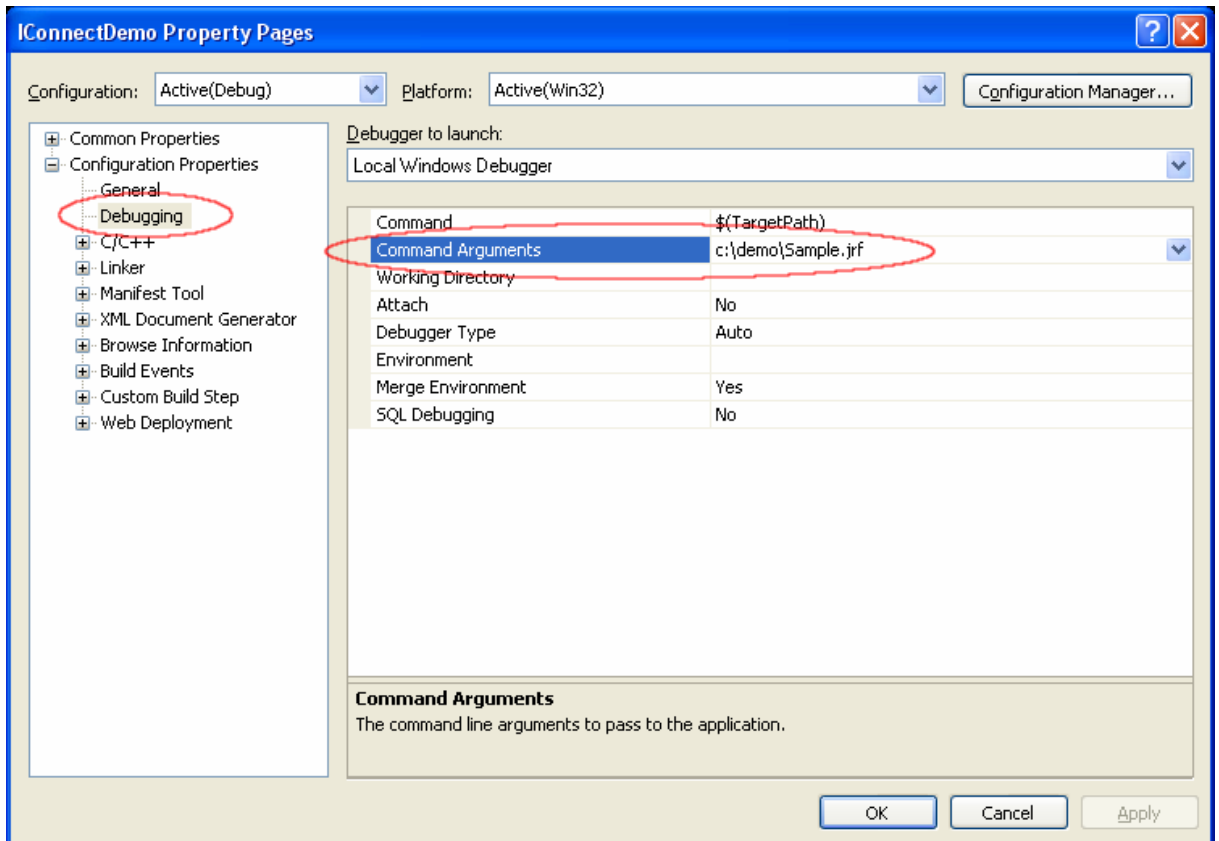 IConnectDemo Property Pages
Configuration: Active(Debug) Platform: Active(Win32) Configuration Manager...
Common Properties
Configuration Properties
General
Debugging
C/C++
Linker
Manifest Tool
XML Document Generator
Browse Information
Build Events
Custom Build Step
Web Deployment
Debugger to launch:
Local Windows Debugger
Command $(TargetPath)
Command Arguments c:\demo\Sample.jrf
Working Directory
Attach No
Debugger Type Auto
Environment
Merge Environment Yes
SQL Debugging No
Command Arguments
The command line arguments to pass to the application.
OK Cancel Apply